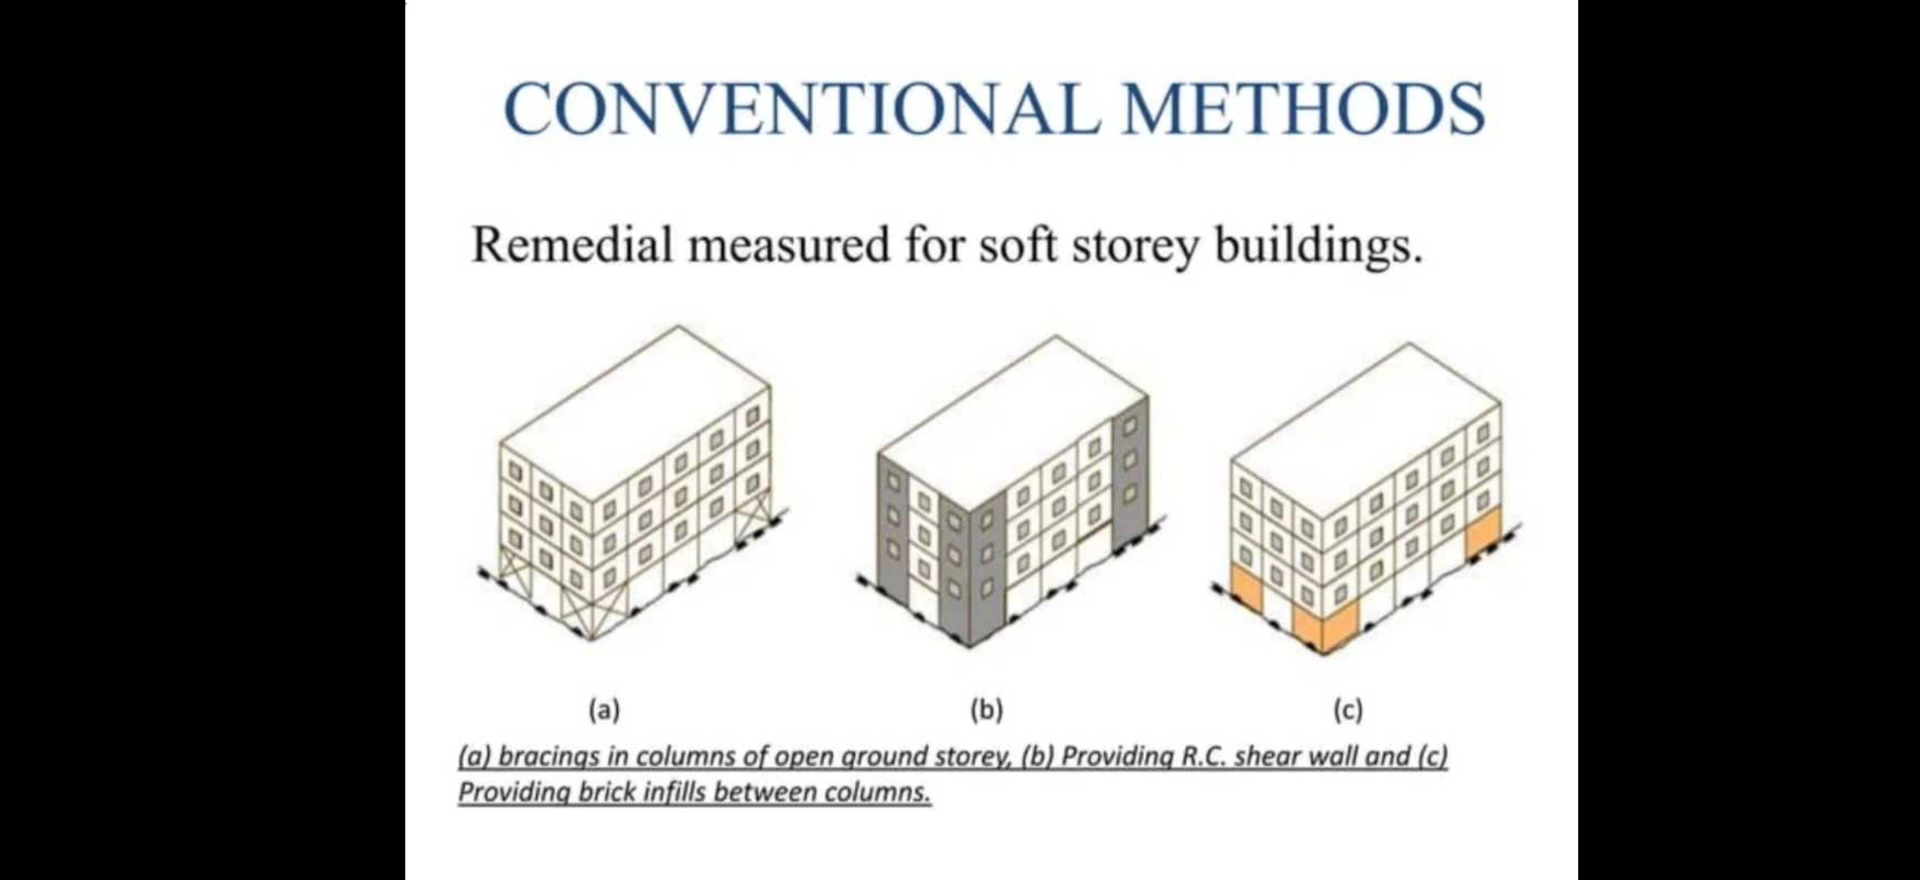 CONVENTIONAL METHODS
Remedial measured for soft storey buildings.
(a)
(b)
(c)
(a) bracings in columns of open ground storey, (b) Providing R.C. shear wall and (c)
Providing brick infills between columns.